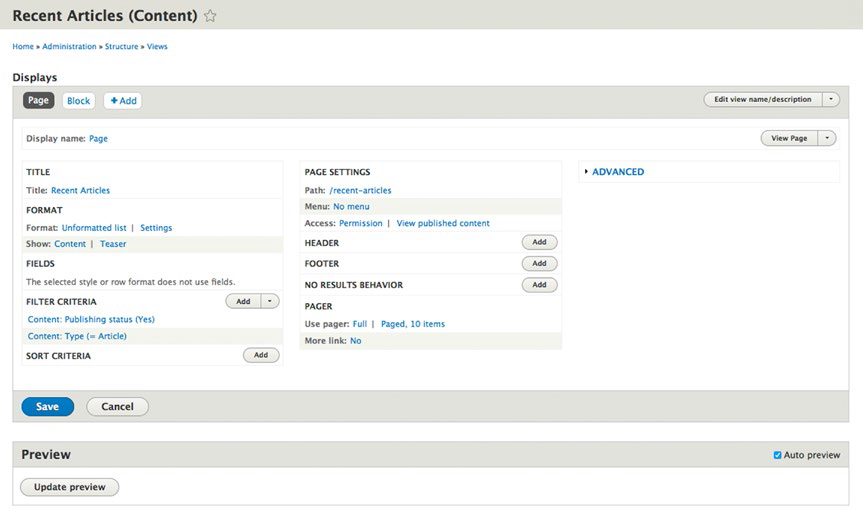 Recent Articles (Content)
Home » Administration » Structure » Views
Displays
Page Block + Add Edit view name/description
Display name: Page View Page
TITLE
Title: Recent Articles
FORMAT
Format: Unformatted list | Settings
Show: Content | Teaser
FIELDS
The selected style or row format does not use fields.
FILTER CRITERIA Add
Content: Publishing status (Yes)
Content: Type (= Article)
SORT CRITERIA Add
PAGE SETTINGS
Path: /recent-articles
Menu: No menu
Access: Permission | View published content
HEADER Add
FOOTER Add
NO RESULTS BEHAVIOR Add
PAGER
Use pager: Full | Paged, 10 items
More link: No
ADVANCED
Save Cancel
Preview Auto preview
Update preview